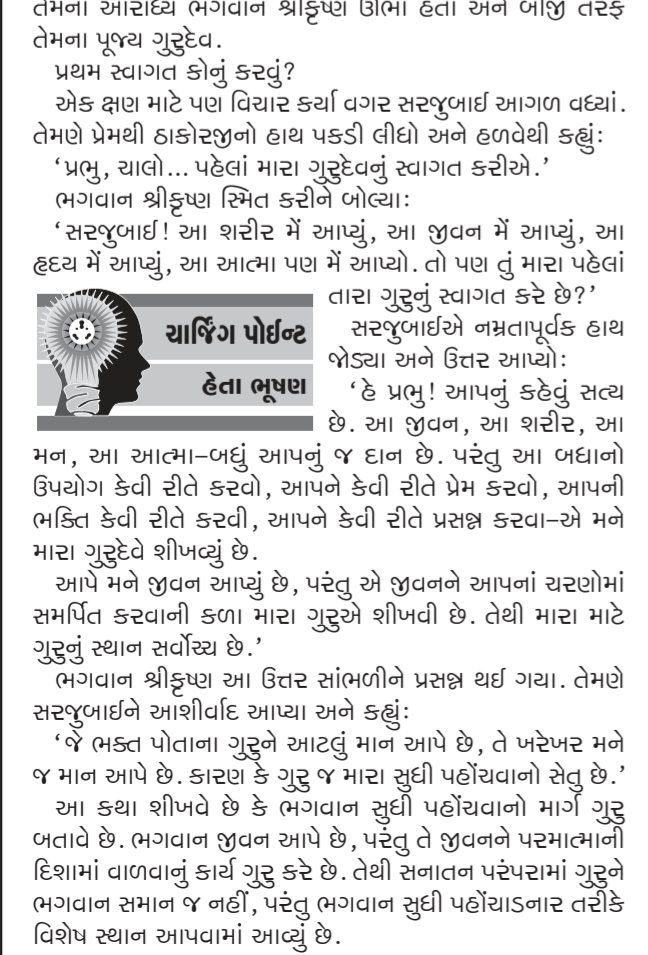 તેમના આરાધ્ય ભગવાન શ્રીકૃષ્ણ ઊભા હતા અને બીજી તરફ
તેમના પૂજ્ય ગુરુદેવ.
પ્રથમ સ્વાગત કોનું કરવું?
એક ક્ષણ માટે પણ વિચાર કર્યા વગર સરજુબાઈ આગળ વધ્યાં.
તેમણે પ્રેમથી ઠાકોરજીનો હાથ પકડી લીધો અને હળવેથી કહ્યુંઃ
‘પ્રભુ, ચાલો... પહેલાં મારા ગુરુદેવનું સ્વાગત કરીએ.’
ભગવાન શ્રીકૃષ્ણ સ્મિત કરીને બોલ્યાઃ
‘સરજુબાઈ! આ શરીર મેં આપ્યું, આ જીવન મેં આપ્યું, આ
હૃદય મેં આપ્યું, આ આત્મા પણ મેં આપ્યો. તો પણ તું મારા પહેલાં
તારા ગુરુનું સ્વાગત કરે છે?’
સરજુબાઈએ નમ્રતાપૂર્વક હાથ
જોડ્યા અને ઉત્તર આપ્યોઃ
‘હે પ્રભુ! આપનું કહેવું સત્ય
છે. આ જીવન, આ શરીર, આ
ચાર્જિંગ પોઈન્ટ
હેતા ભૂષણ
મન, આ આત્મા–બધું આપનું જ દાન છે. પરંતુ આ બધાનો
ઉપયોગ કેવી રીતે કરવો, આપને કેવી રીતે પ્રેમ કરવો, આપની
ભક્તિ કેવી રીતે કરવી, આપને કેવી રીતે પ્રસન્ન કરવા–એ મને
મારા ગુરુદેવે શીખવ્યું છે.
આપે મને જીવન આપ્યું છે, પરંતુ એ જીવનને આપનાં ચરણોમાં
સમર્પિત કરવાની કળા મારા ગુરુએ શીખવી છે. તેથી મારા માટે
ગુરુનું સ્થાન સર્વોચ્ચ છે.’
ભગવાન શ્રીકૃષ્ણ આ ઉત્તર સાંભળીને પ્રસન્ન થઈ ગયા. તેમણે
સરજુબાઈને આશીર્વાદ આપ્યા અને કહ્યુંઃ
‘જે ભક્ત પોતાના ગુરુને આટલું માન આપે છે, તે ખરેખર મને
જ માન આપે છે. કારણ કે ગુરુ જ મારા સુધી પહોંચવાનો સેતુ છે.’
આ કથા શીખવે છે કે ભગવાન સુધી પહોંચવાનો માર્ગ ગુરુ
બતાવે છે. ભગવાન જીવન આપે છે, પરંતુ તે જીવનને પરમાત્માની
દિશામાં વાળવાનું કાર્ય ગુરુ કરે છે. તેથી સનાતન પરંપરામાં ગુરુને
ભગવાન સમાન જ નહીં, પરંતુ ભગવાન સુધી પહોંચાડનાર તરીકે
વિશેષ સ્થાન આપવામાં આવ્યું છે.